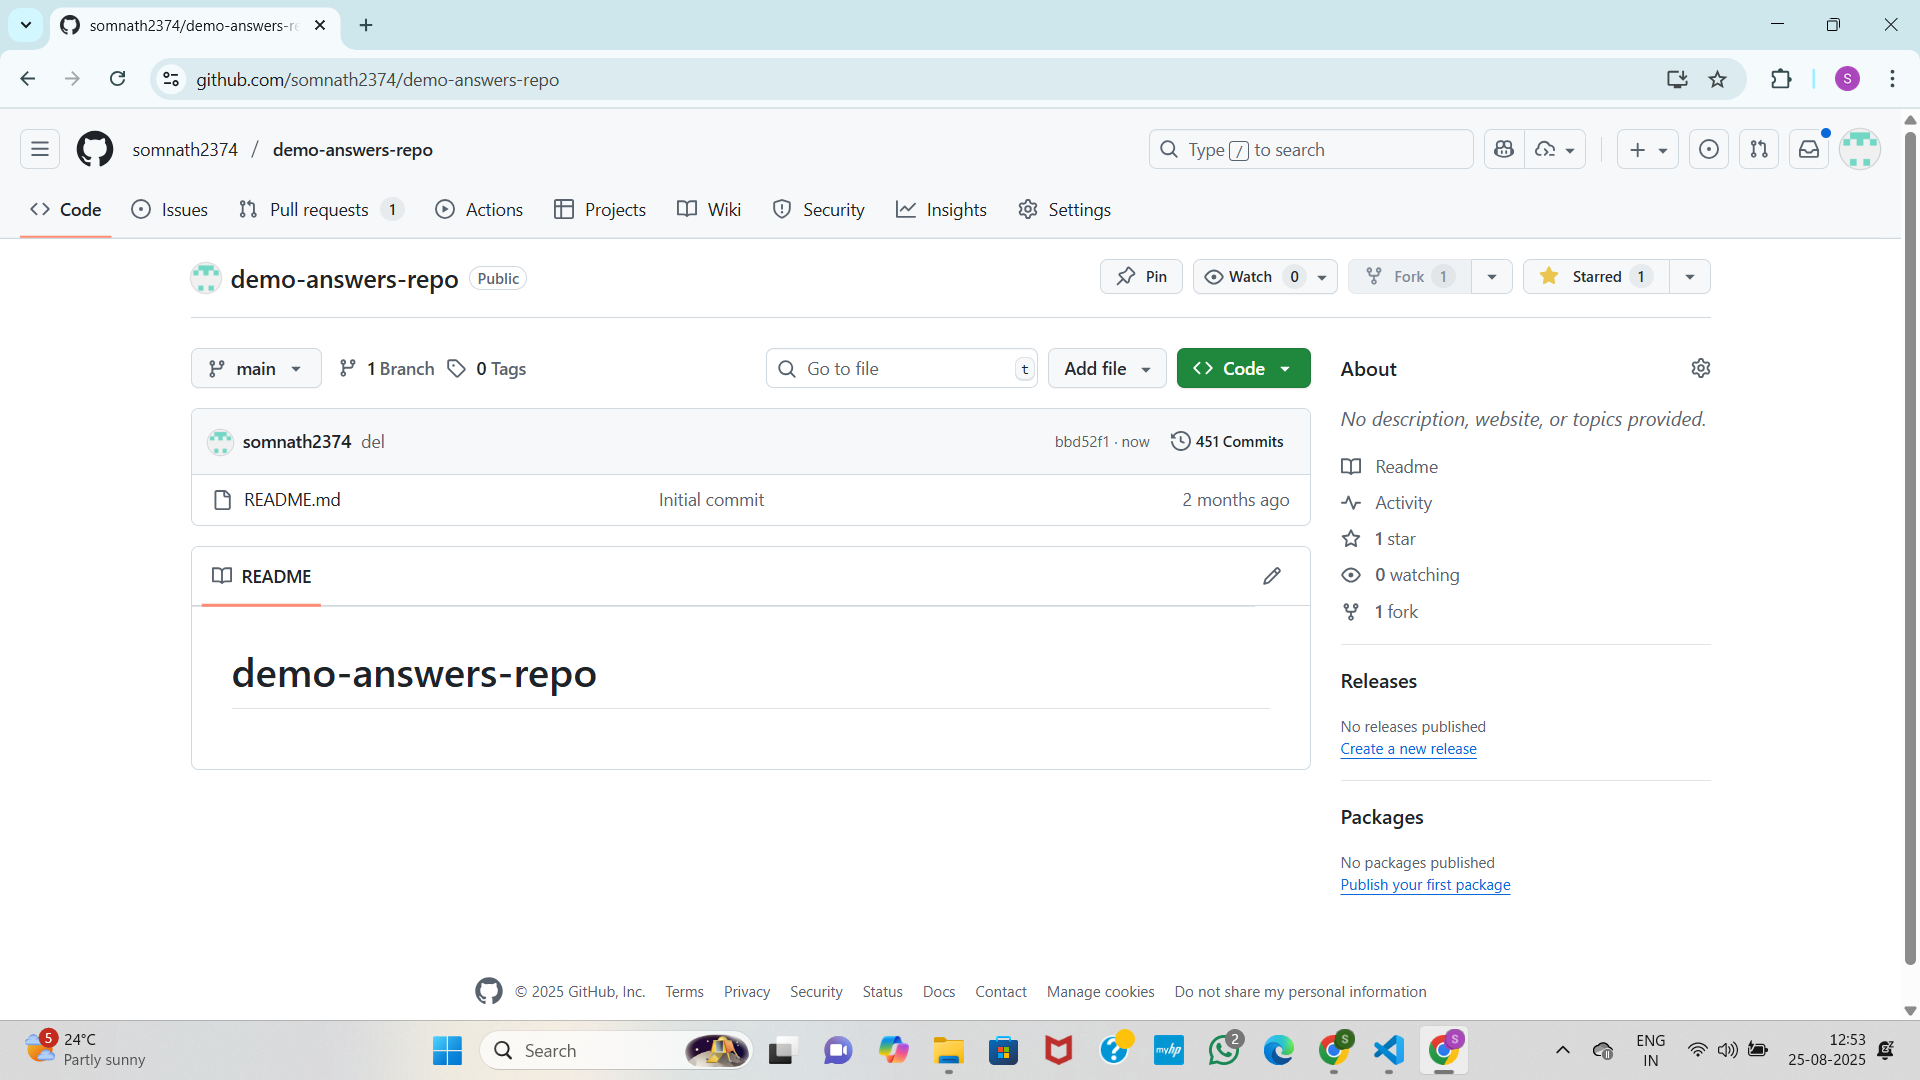 somnath2374/demo-answers-re
github.com/somnath2374/demo-answers-repo
S
somnath2374 / demo-answers-repo
Type / to search
Code
Issues
Pull requests 1
Actions
Projects
Wiki
Security
Insights
Settings
demo-answers-repo Public
Pin
Watch 0
Fork 1
Starred 1
main
1 Branch
0 Tags
Go to file t
Add file
Code
somnath2374 del
bbd52f1 · now
451 Commits
README.md
Initial commit
2 months ago
README
demo-answers-repo
About
No description, website, or topics provided.
Readme
Activity
1 star
0 watching
1 fork
Releases
No releases published
Create a new release
Packages
No packages published
Publish your first package
© 2025 GitHub, Inc.
Terms
Privacy
Security
Status
Docs
Contact
Manage cookies
Do not share my personal information
5
24°C
Partly sunny
Search
myhp
2
S
S
ENG
IN
12:53
25-08-2025